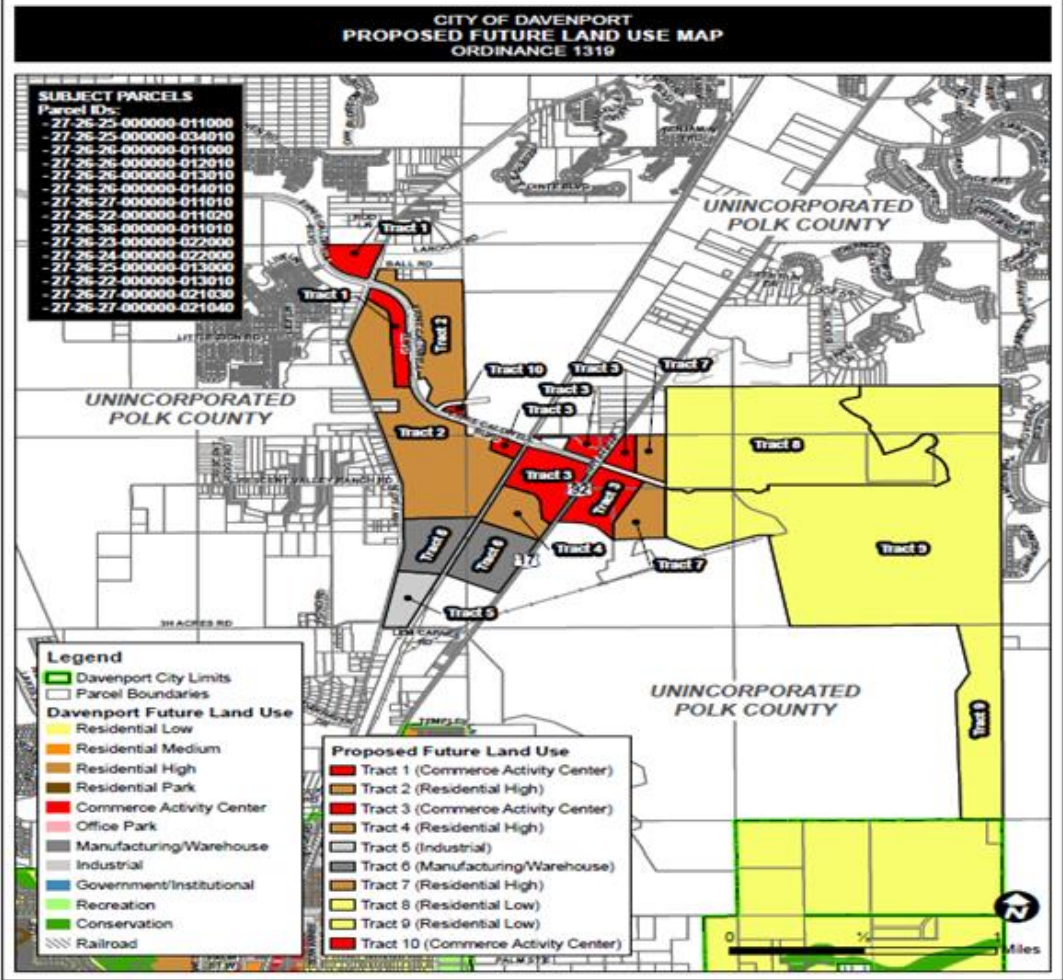 CITY OF DAVENPORT
PROPOSED FUTURE LAND USE MAP
ORDINANCE 1319
SUBJECT PARCELS
Parcel IDs:
- 27-26-25-000000-011000
- 27-26-25-000000-034010
- 27-26-26-000000-011000
- 27-26-26-000000-012010
- 27-26-26-000000-013010
- 27-26-26-000000-014010
- 27-26-27-000000-011010
- 27-26-22-000000-011020
- 27-26-36-000000-011010
- 27-26-23-000000-022000
- 27-26-24-000000-022000
- 27-26-25-000000-013000
- 27-26-22-000000-013010
- 27-26-27-000000-021030
- 27-26-27-000000-021040
UNINCORPORATED
POLK COUNTY
Tract 1
BALL RD
Tract 1
Tract 2
Tract 10
Tract 3
Tract 7
Tract 3
Tract 3
UNINCORPORATED
POLK COUNTY
Tract 2
Tract 8
CRESCENT VALLEY RANCH RD
Tract 3
92
Tract 3
Tract 6
Tract 6
Tract 4
17
Tract 7
Tract 9
Tract 5
3H ACRES RD
UNINCORPORATED
POLK COUNTY
Tract 9
Legend
Davenport City Limits
Parcel Boundaries
Davenport Future Land Use
Residential Low
Residential Medium
Residential High
Residential Park
Commerce Activity Center
Office Park
Manufacturing/Warehouse
Industrial
Government/Institutional
Recreation
Conservation
Railroad
Proposed Future Land Use
Tract 1 (Commerce Activity Center)
Tract 2 (Residential High)
Tract 3 (Commerce Activity Center)
Tract 4 (Residential High)
Tract 5 (Industrial)
Tract 6 (Manufacturing/Warehouse)
Tract 7 (Residential High)
Tract 8 (Residential Low)
Tract 9 (Residential Low)
Tract 10 (Commerce Activity Center)
N
0 ½ 1
Miles